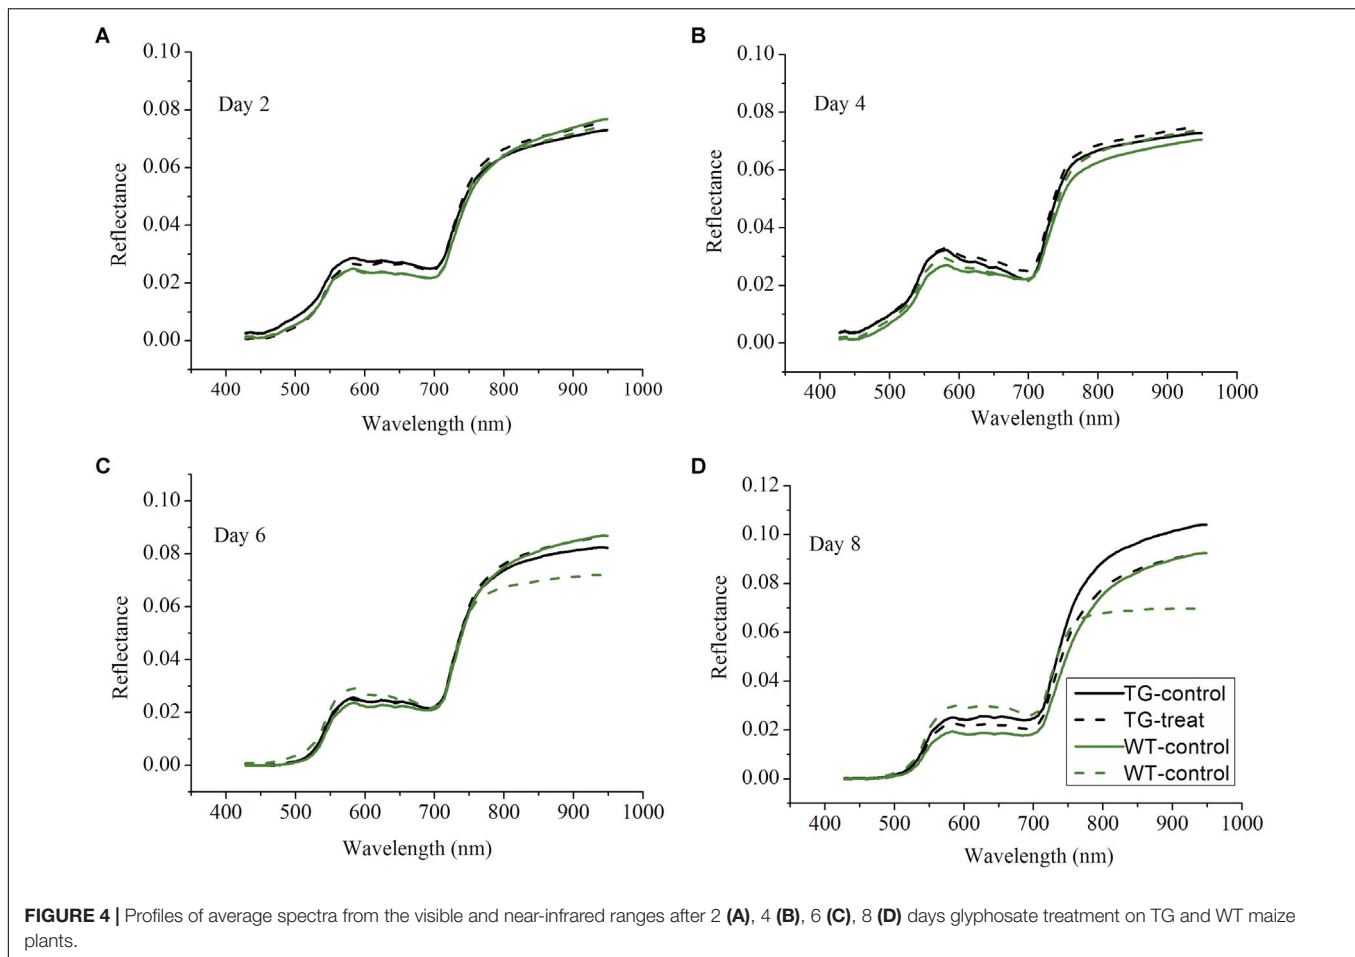 A
0.10
0.08
0.06
0.04
0.02
0.00
Reflectance
Day 2
400 500 600 700 800 900 1000
Wavelength (nm)
B
0.10
0.08
0.06
0.04
0.02
0.00
Reflectance
Day 4
400 500 600 700 800 900 1000
Wavelength (nm)
C
0.10
0.08
0.06
0.04
0.02
0.00
Reflectance
Day 6
400 500 600 700 800 900 1000
Wavelength (nm)
D
0.12
0.10
0.08
0.06
0.04
0.02
0.00
Reflectance
Day 8
TG-control
TG-treat
WT-control
WT-control
400 500 600 700 800 900 1000
Wavelength (nm)
FIGURE 4 | Profiles of average spectra from the visible and near-infrared ranges after 2 (A), 4 (B), 6 (C), 8 (D) days glyphosate treatment on TG and WT maize
plants.